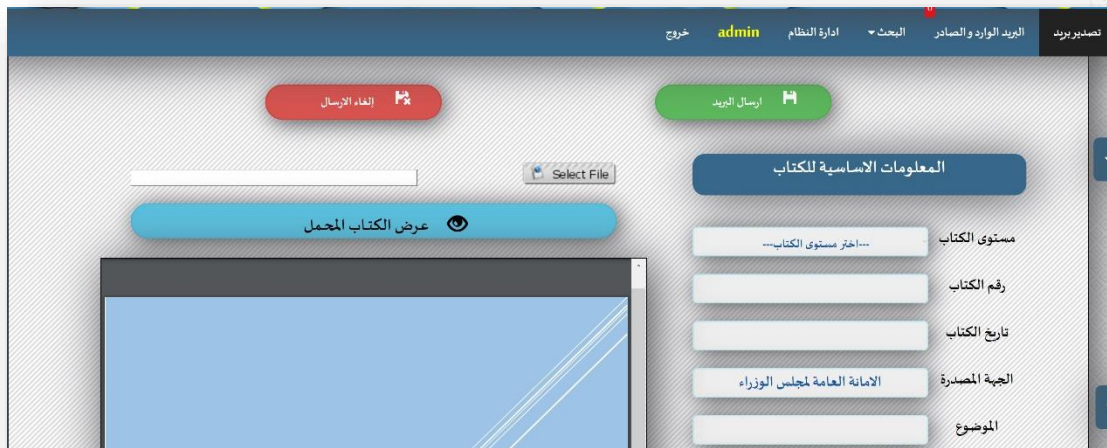 تصدير بريد البريد الوارد و الصادر البحث ادارة النظام admin خروج
ارسال البريد إلغاء الارسال
المعلومات الاساسية للكتاب
Select File
عرض الكتاب المحمل
مستوى الكتاب ---اختر مستوى الكتاب---
رقم الكتاب
تاريخ الكتاب
الجهة المصدرة الامانة العامة لمجلس الوزراء
الموضوع